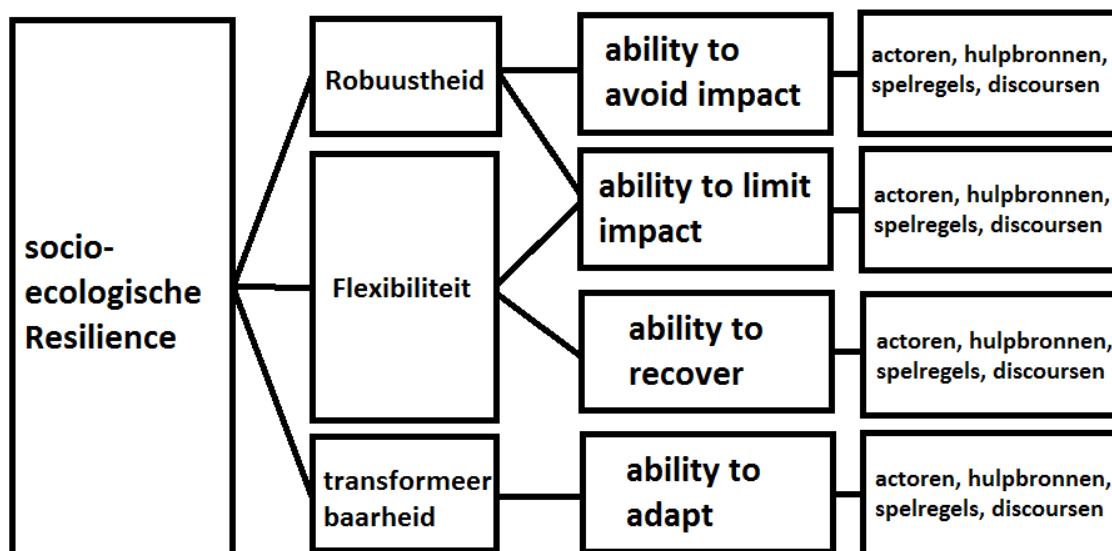 socio-
ecologische
Resilience
Robuustheid
Flexibiliteit
transformeer
baarheid
ability to
avoid impact
ability to limit
impact
ability to
recover
ability to
adapt
actoren, hulpbronnen,
spelregels, discoursen
actoren, hulpbronnen,
spelregels, discoursen
actoren, hulpbronnen,
spelregels, discoursen
actoren, hulpbronnen,
spelregels, discoursen